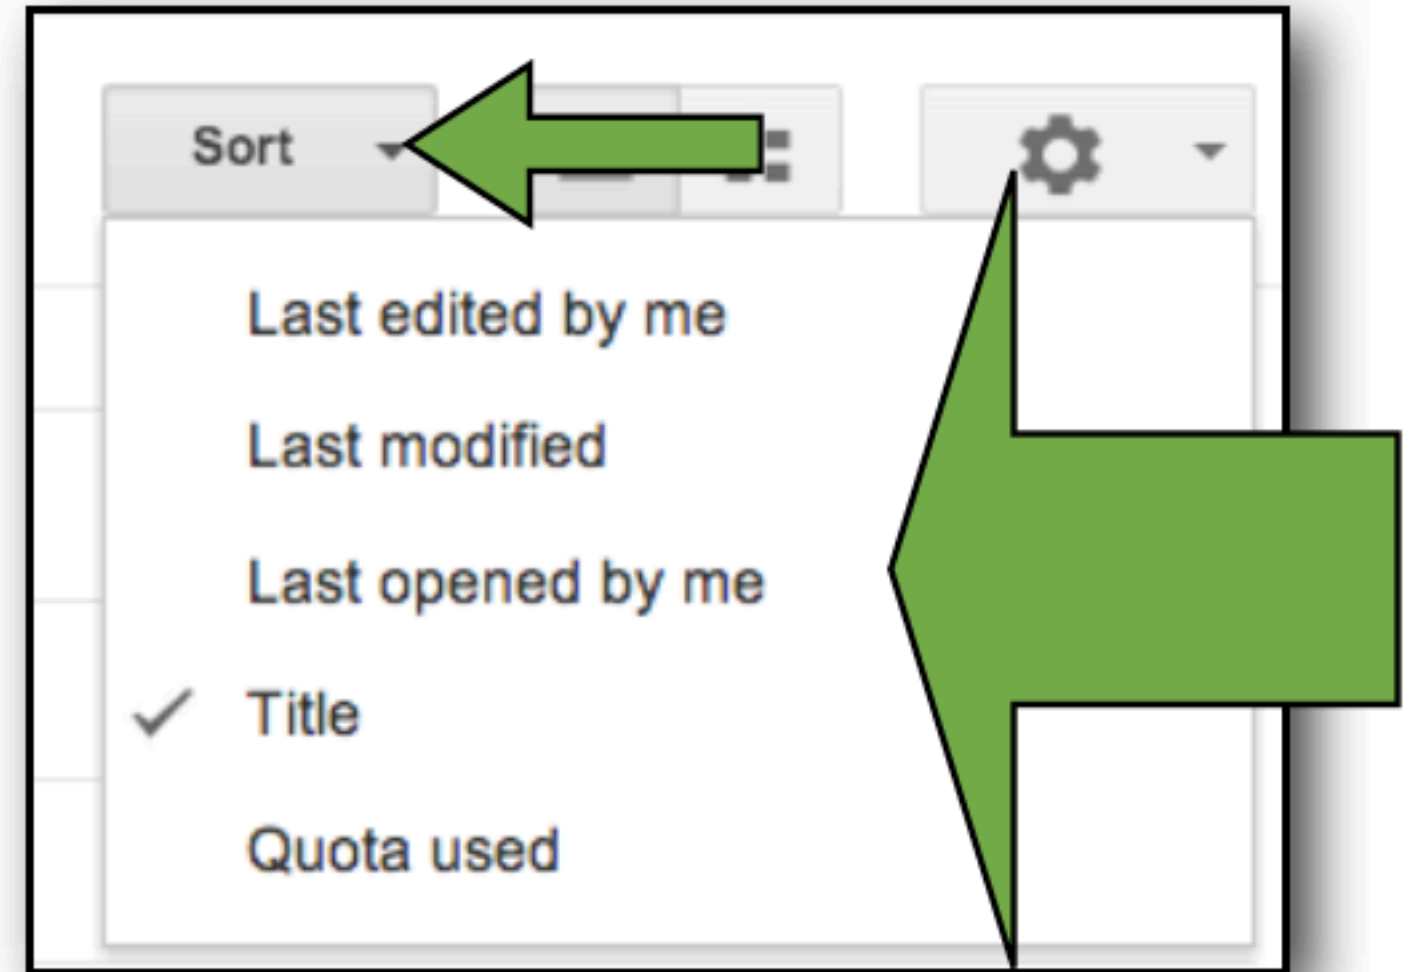 Sort
Last edited by me
Last modified
Last opened by me
Title
Quota used